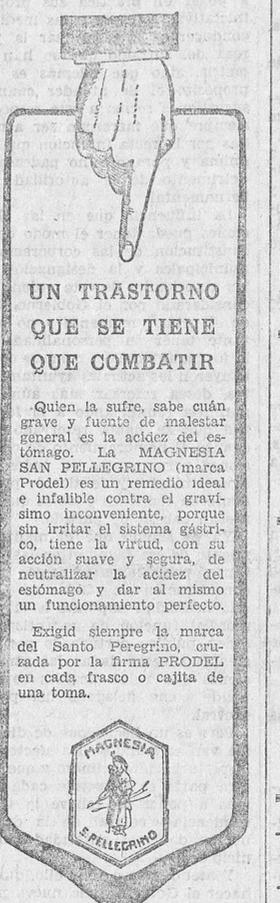 UN TRASTORNO
QUE SE TIENE
QUE COMBATIR
Quien la sufre, sabe cuán
grave y fuente de malestar
general es la acidez del es-
tómago. La MAGNESIA
SAN PELLEGRINO (marca
Prodel) es un remedio ideal
e infalible contra el graví-
simo inconveniente, porque
sin irritar el sistema gástri-
co, tiene la virtud, con su
acción suave y segura, de
neutralizar la acidez del
estómago y dar al mismo
un funcionamiento perfecto.
Exigid siempre la marca
del Santo Peregrino, cru-
zada por la firma PRODEL
en cada frasco o cajita de
una toma.
MAGNESIA
S. PELLEGRINO